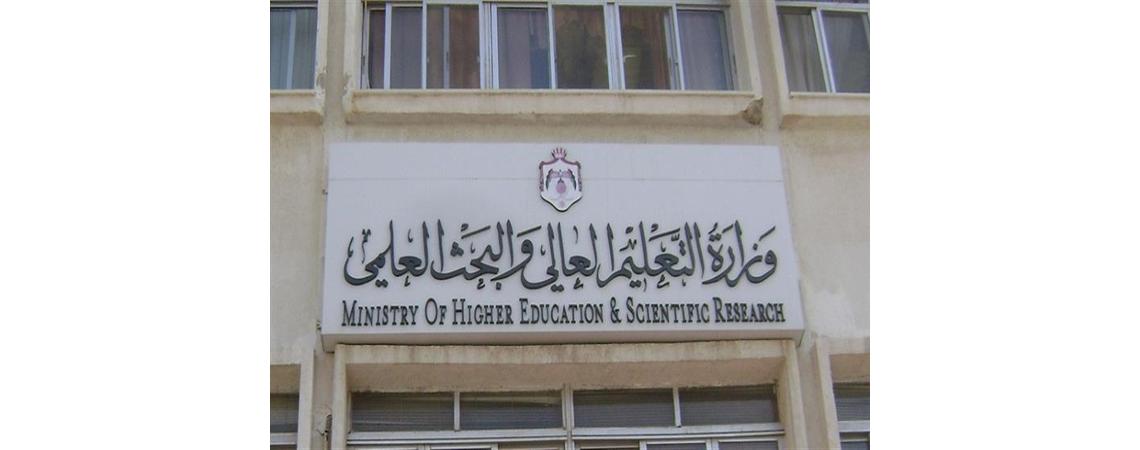 وزارة التعليم العالي والبحث العلمي
MINISTRY OF HIGHER EDUCATION & SCIENTIFIC RESEARCH